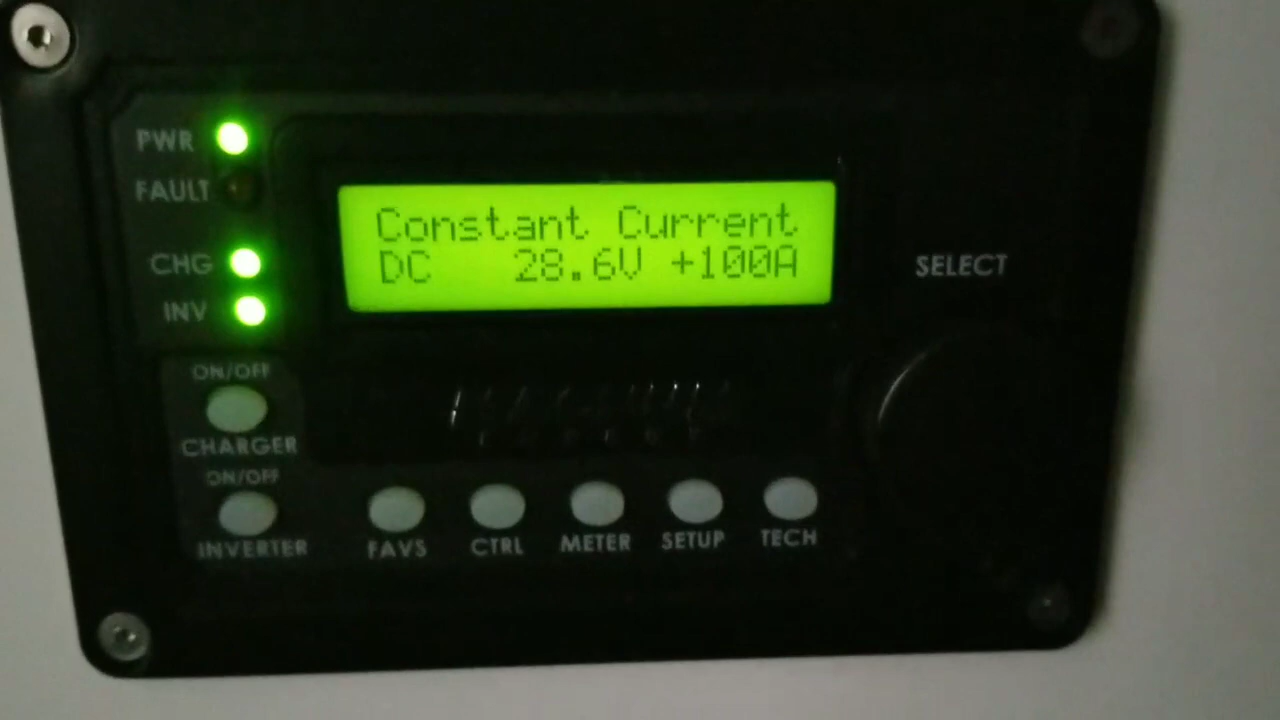 PWR
FAULT
CHG
INV
Constant Current
DC 28.6V +100A
SELECT
ON/OFF
CHARGER
ON/OFF
INVERTER
FAVS
CTRL
METER
SETUP
TECH